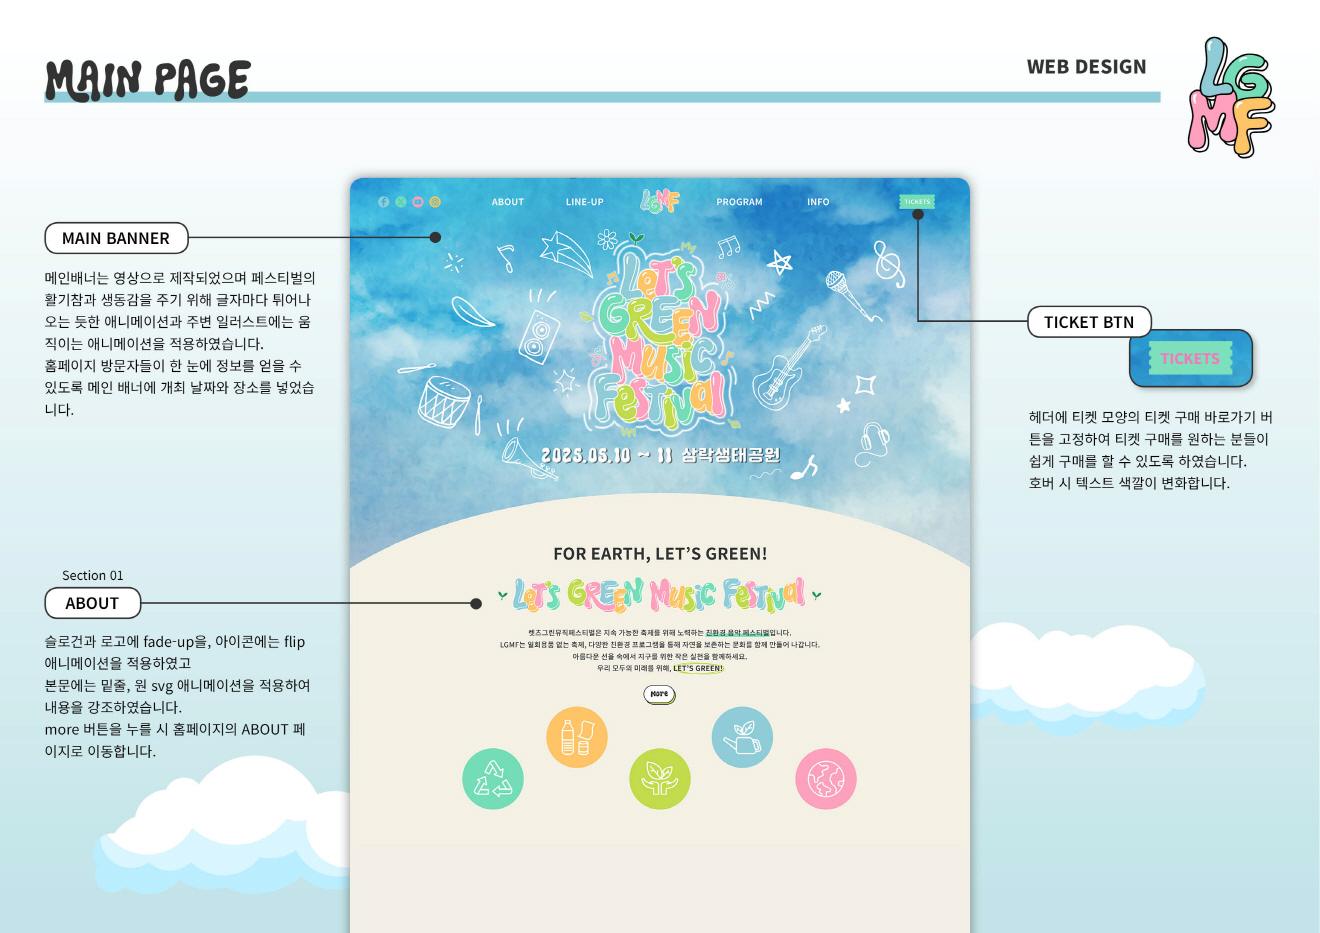 MAIN PAGE
WEB DESIGN
LG
MF
ABOUT
LINE-UP
LGMF
PROGRAM
INFO
TICKETS
MAIN BANNER
메인배너는 영상으로 제작되었으며 페스티벌의
활기참과 생동감을 주기 위해 글자마다 튀어나
오는 듯한 애니메이션과 주변 일러스트에는 움
직이는 애니메이션을 적용하였습니다.
홈페이지 방문자들이 한 눈에 정보를 얻을 수
있도록 메인 배너에 개최 날짜와 장소를 넣었습
니다.
Let's
GREEN
Music
Festival
2025.05.10 ~ 11 삼락생태공원
TICKET BTN
TICKETS
헤더에 티켓 모양의 티켓 구매 바로가기 버
튼을 고정하여 티켓 구매를 원하는 분들이
쉽게 구매를 할 수 있도록 하였습니다.
호버 시 텍스트 색깔이 변화합니다.
Section 01
ABOUT
슬로건과 로고에 fade-up을, 아이콘에는 flip
애니메이션을 적용하였고
본문에는 밑줄, 원 svg 애니메이션을 적용하여
내용을 강조하였습니다.
more 버튼을 누를 시 홈페이지의 ABOUT 페
이지로 이동합니다.
FOR EARTH, LET'S GREEN!
Let's GREEN Music Festival
렛츠그린뮤직페스티벌은 지속 가능한 축제를 위해 노력하는 친환경 음악 페스티벌입니다.
LGMF는 일회용품 없는 축제, 다양한 친환경 프로그램을 통해 자연을 보존하는 문화를 함께 만들어 나갑니다.
아름다운 선율 속에서 지구를 위한 작은 실천을 함께하세요.
우리 모두의 미래를 위해, LET'S GREEN!
More